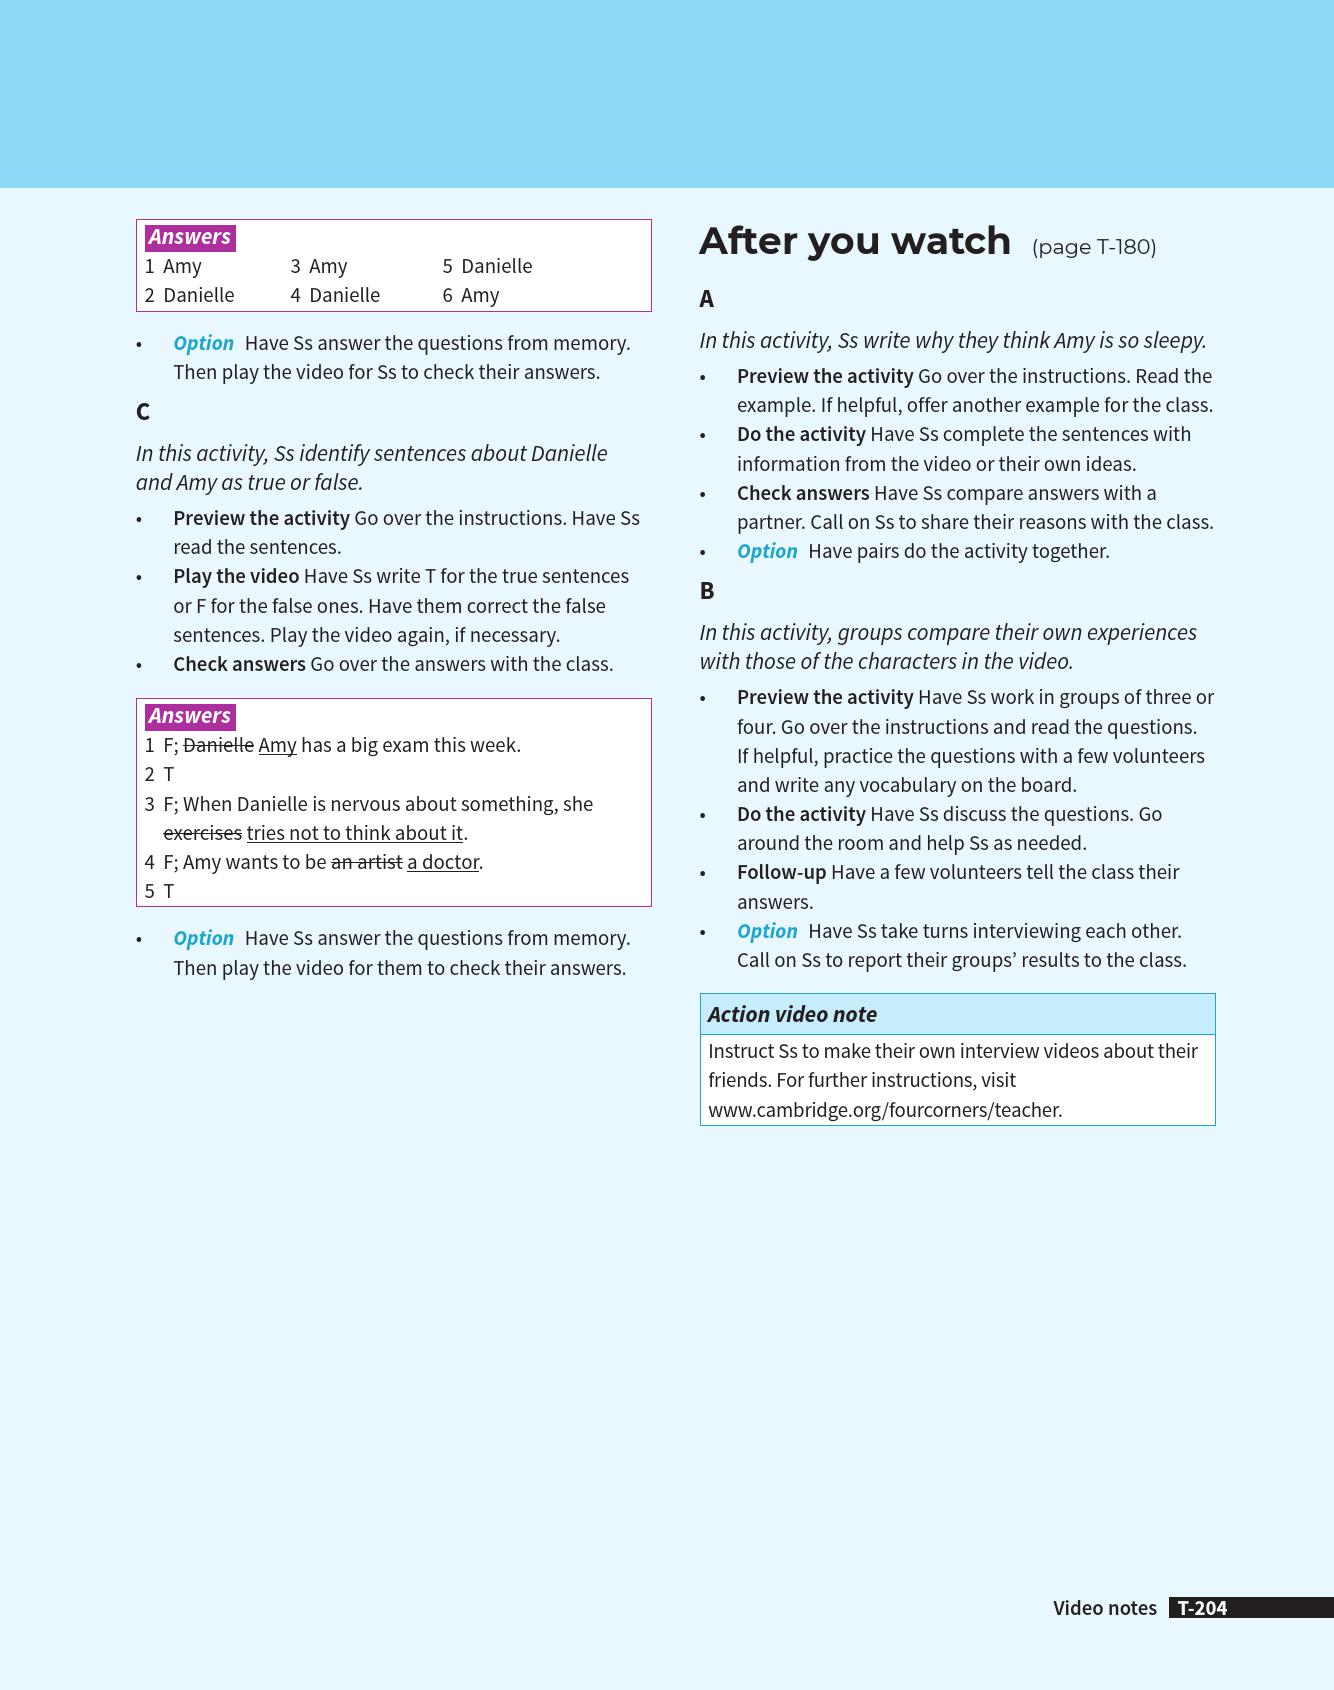 Answers
1 Amy 3 Amy 5 Danielle
2 Danielle 4 Danielle 6 Amy
• Option Have Ss answer the questions from memory.
Then play the video for Ss to check their answers.
C
In this activity, Ss identify sentences about Danielle
and Amy as true or false.
• Preview the activity Go over the instructions. Have Ss
read the sentences.
• Play the video Have Ss write T for the true sentences
or F for the false ones. Have them correct the false
sentences. Play the video again, if necessary.
• Check answers Go over the answers with the class.
Answers
1 F; Danielle Amy has a big exam this week.
2 T
3 F; When Danielle is nervous about something, she
exercises tries not to think about it.
4 F; Amy wants to be an artist a doctor.
5 T
• Option Have Ss answer the questions from memory.
Then play the video for them to check their answers.
After you watch (page T-180)
A
In this activity, Ss write why they think Amy is so sleepy.
• Preview the activity Go over the instructions. Read the
example. If helpful, offer another example for the class.
• Do the activity Have Ss complete the sentences with
information from the video or their own ideas.
• Check answers Have Ss compare answers with a
partner. Call on Ss to share their reasons with the class.
• Option Have pairs do the activity together.
B
In this activity, groups compare their own experiences
with those of the characters in the video.
• Preview the activity Have Ss work in groups of three or
four. Go over the instructions and read the questions.
If helpful, practice the questions with a few volunteers
and write any vocabulary on the board.
• Do the activity Have Ss discuss the questions. Go
around the room and help Ss as needed.
• Follow-up Have a few volunteers tell the class their
answers.
• Option Have Ss take turns interviewing each other.
Call on Ss to report their groups’ results to the class.
Action video note
Instruct Ss to make their own interview videos about their
friends. For further instructions, visit
www.cambridge.org/fourcorners/teacher.
Video notes T-204